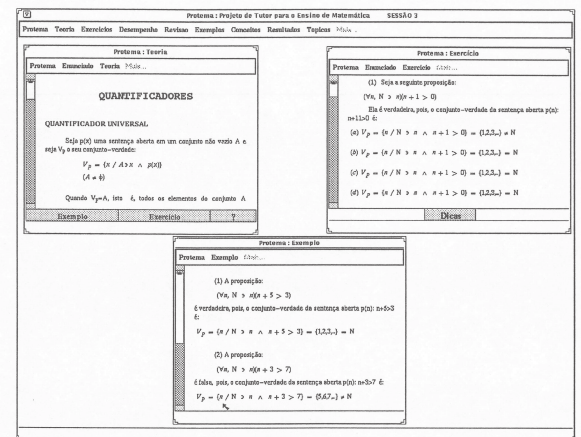 Protema : Projeto de Tutor para o Ensino de Matemática SESSÃO 3
Protema Teoria Exercicios Desempenho Revisao Exemplos Conceitos Resultados Topicos Mais...
Protema : Teoria
Protema Enunciado Teoria Mais...
QUANTIFICADORES
QUANTIFICADOR UNIVERSAL
Seja p(x) uma sentença aberta em um conjunto não vazio A e
seja Vp o seu conjunto-verdade:
Vp = {x / A ∍ x ∧ p(x)}
(A ≠ ϕ)
Quando Vp=A, isto é, todos os elementos do conjunto A
Exemplo Exercício ?
Protema : Exercício
Protema Enunciado Exercício Mais...
(1) Seja a seguinte proposição:
(∀n, N ∍ n)(n + 1 > 0)
Ela é verdadeira, pois, o conjunto-verdade da sentença aberta p(n):
n+11>0 é:
(a) Vp = {n / N ∍ n ∧ n + 1 > 0} = {1,2,3,..} ≠ N
(b) Vp = {n / N ∍ n ∧ n + 1 > 0} = {1,2,3,..} = N
(c) Vp = {n / N ∍ n ∧ n + 1 > 0} = {1,2,3,..} ≠ N
(d) Vp = {n / N ∍ n ∧ n + 1 > 0} = {1,2,3,..} = N
Dicas
Protema : Exemplo
Protema Exemplo Mais...
(1) A proposição:
(∀n, N ∍ n)(n + 5 > 3)
é verdadeira, pois, o conjunto-verdade da sentença aberta p(n): n+5>3
é:
Vp = {n / N ∍ n ∧ n + 5 > 3} = {1,2,3,..} = N
(2) A proposição:
(∀n, N ∍ n)(n + 3 > 7)
é falsa, pois, o conjunto-verdade da sentença aberta p(n): n+3>7 é:
Vp = {n / N ∍ n ∧ n + 3 > 7} = {5,6,7,..} ≠ N